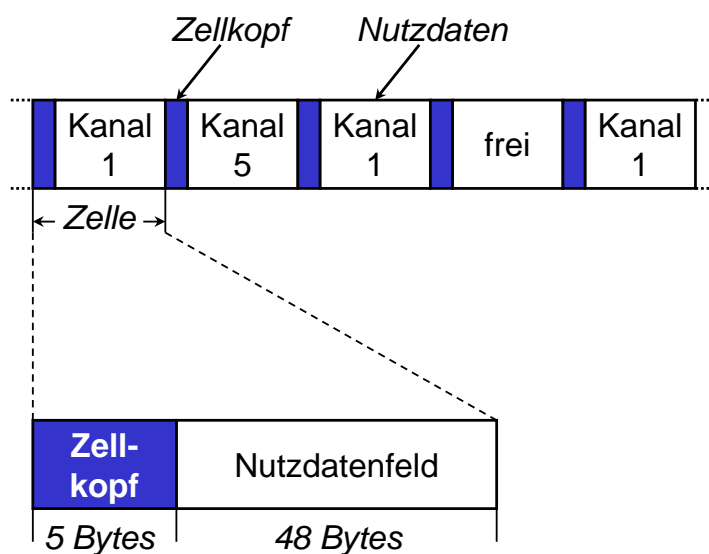 Zellkopf Nutzdaten
Kanal 1
Kanal 5
Kanal 1
frei
Kanal 1
Zelle
Zell-
kopf
Nutzdatenfeld
5 Bytes 48 Bytes